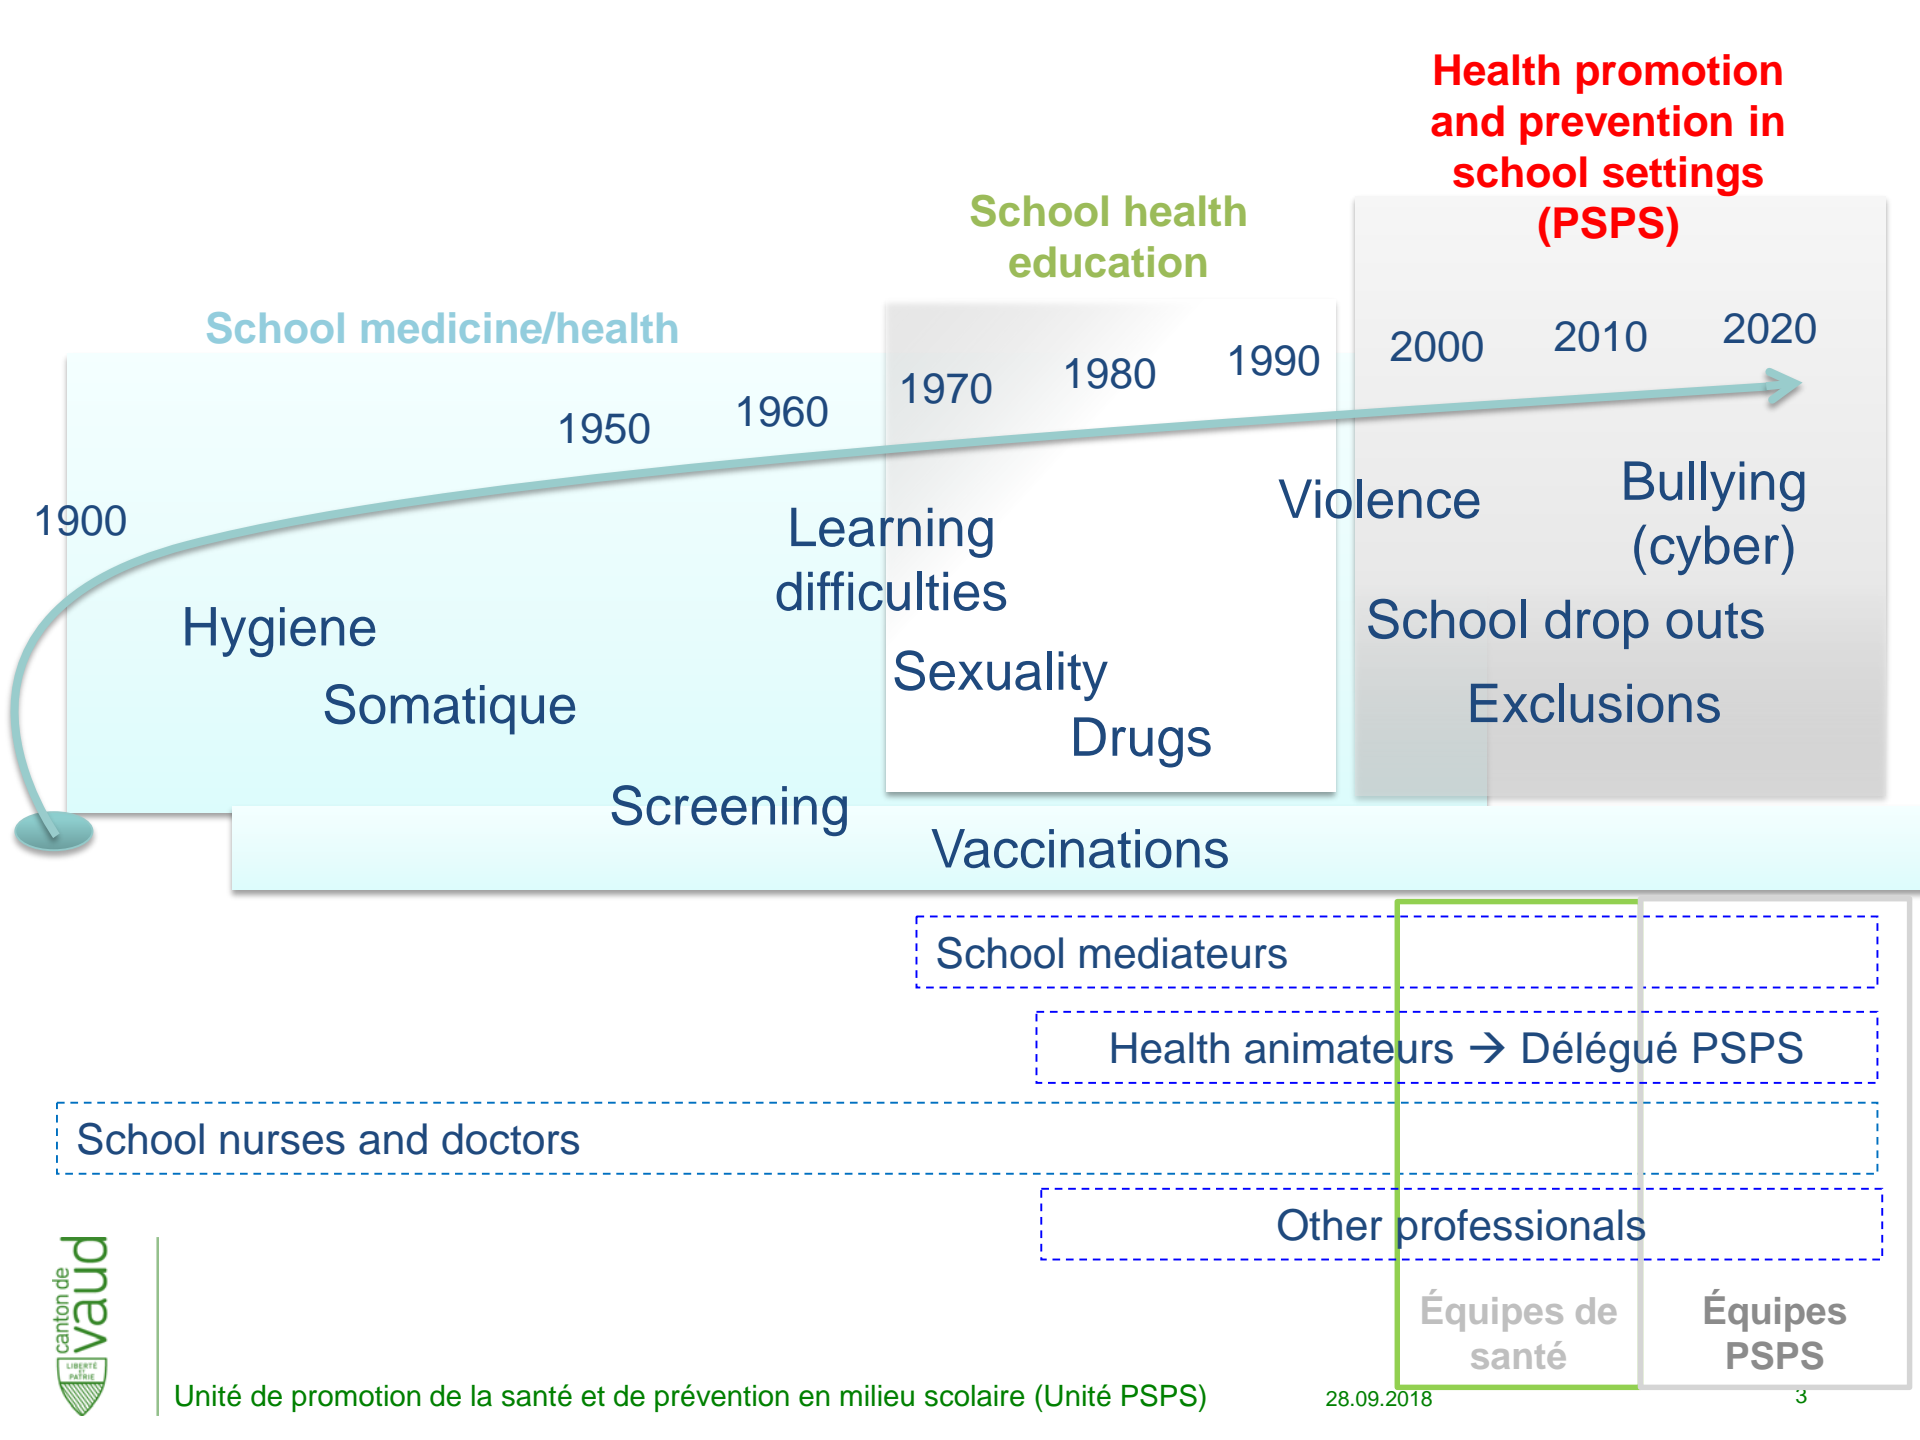 Health promotion
and prevention in
school settings
(PSPS)
School health
education
School medicine/health
1900
1950
1960
1970
1980
1990
2000
2010
2020
Hygiene
Somatique
Screening
Learning
difficulties
Sexuality
Drugs
Vaccinations
Violence
Bullying
(cyber)
School drop outs
Exclusions
School mediateurs
Health animateurs → Délégué PSPS
School nurses and doctors
Other professionals
Équipes de
santé
Équipes
PSPS
canton de
vaud
LIBERTÉ
ET
PATRIE
Unité de promotion de la santé et de prévention en milieu scolaire (Unité PSPS)
28.09.2018
3